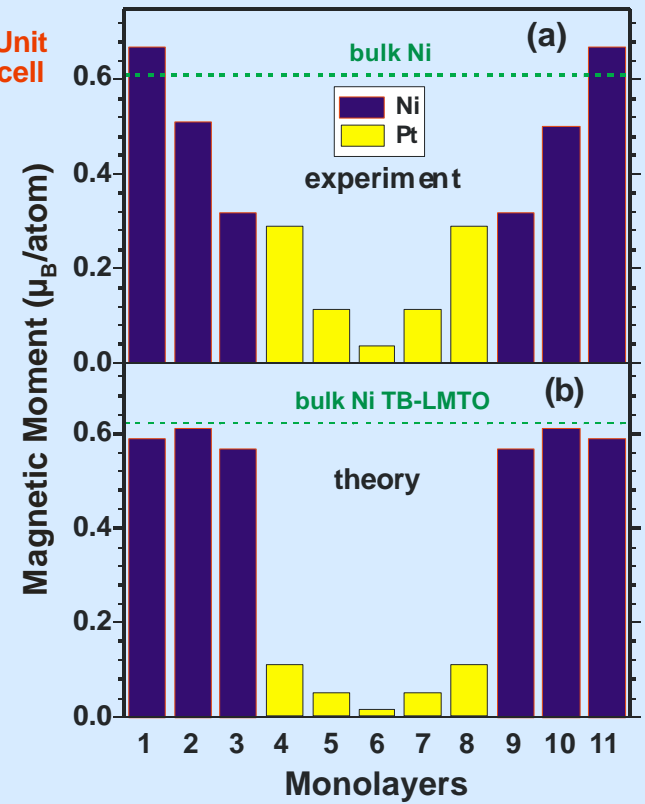 Unit
cell
(a)
bulk Ni
Ni
Pt
experiment
0.6
0.4
0.2
0.0
Magnetic Moment (μB/atom)
(b)
bulk Ni TB-LMTO
theory
0.6
0.4
0.2
0.0
1 2 3 4 5 6 7 8 9 10 11
Monolayers